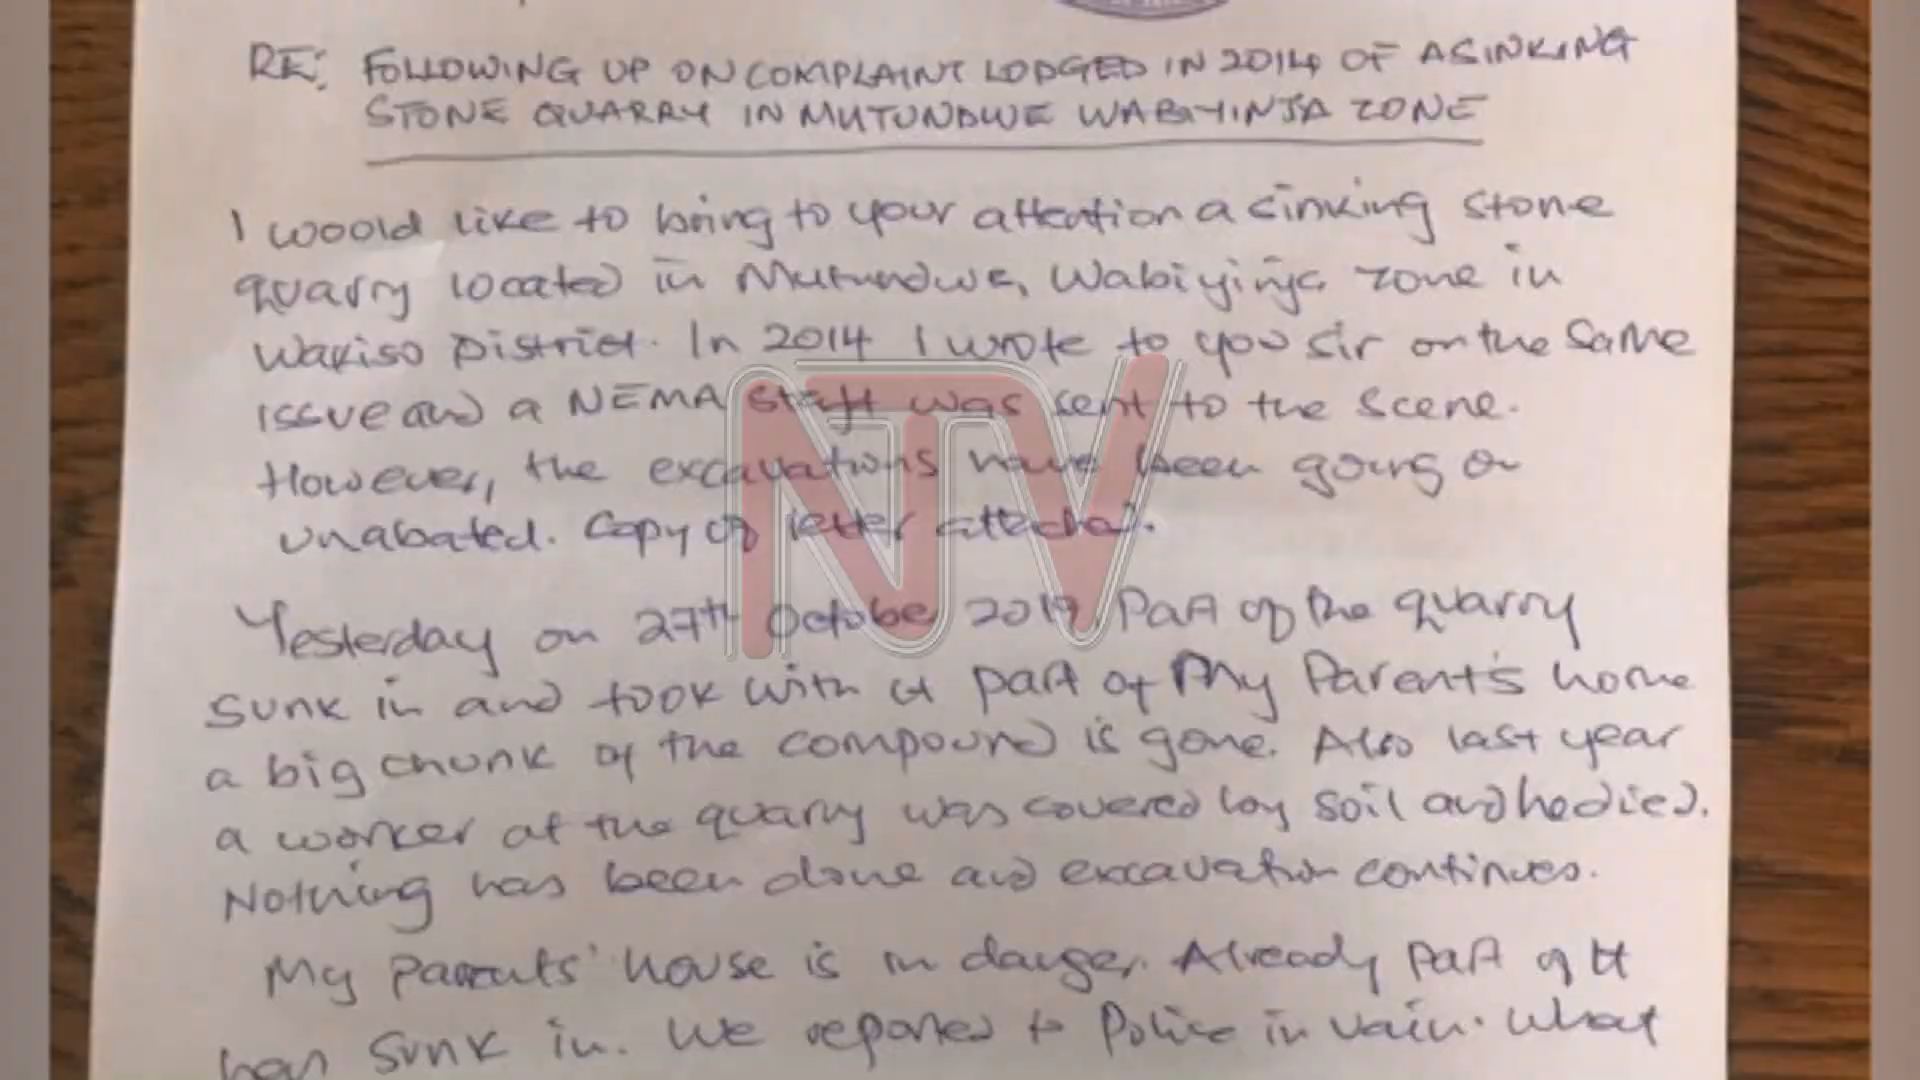 RE: FOLLOWING UP ON COMPLAINT LODGED IN 2014 OF A SINKING
STONE QUARRY IN MUTUNDWE WABIYINJA ZONE
I woold like to bring to your attention a sinking stone
quarry located in Mutundwe, Wabiyinja zone in
Wakiso District. In 2014 I wrote to you sir on the same
issue and a NEMA staff was sent to the scene.
However, the excavations have been going on
unabated. Copy of letter attached.
NTV
Yesterday on 27th October 2019, Part of the quarry
sunk in and took with it part of My Parent's home
a big chunk of the compound is gone. Also last year
a worker at the quarry was covered by soil and he died.
Nothing has been done and excavation continues.
My parents' house is in danger. Already part of it
has sunk in. We reported to Police in vain. What